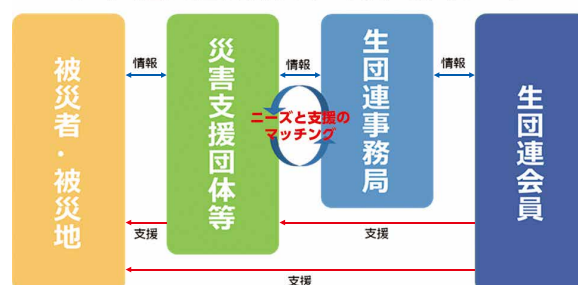 被災者・被災地
情報
災害支援団体等
情報
ニーズと支援の
マッチング
生団連事務局
情報
生団連会員
支援
支援
支援